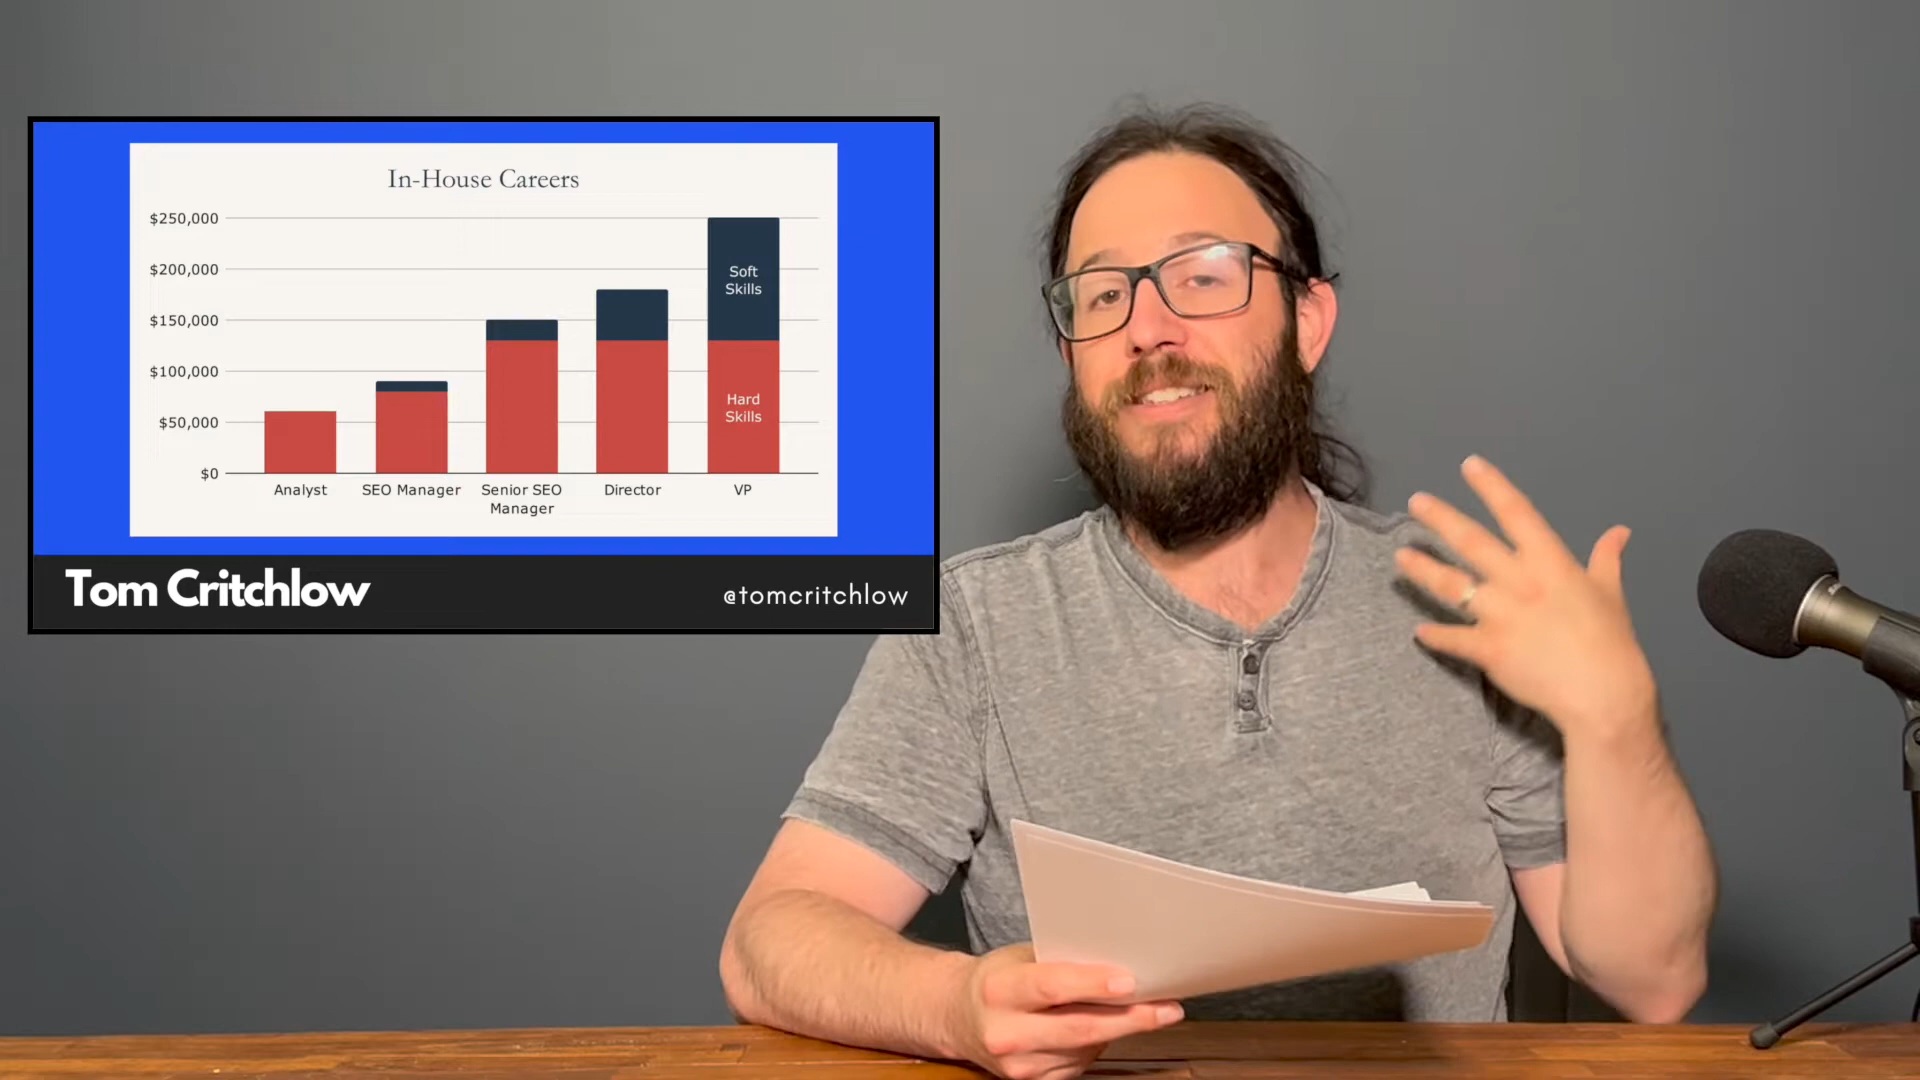 In-House Careers
$250,000
$200,000
$150,000
$100,000
$50,000
$0
Soft
Skills
Hard
Skills
Analyst
SEO Manager
Senior SEO
Manager
Director
VP
Tom Critchlow
@tomcritchlow